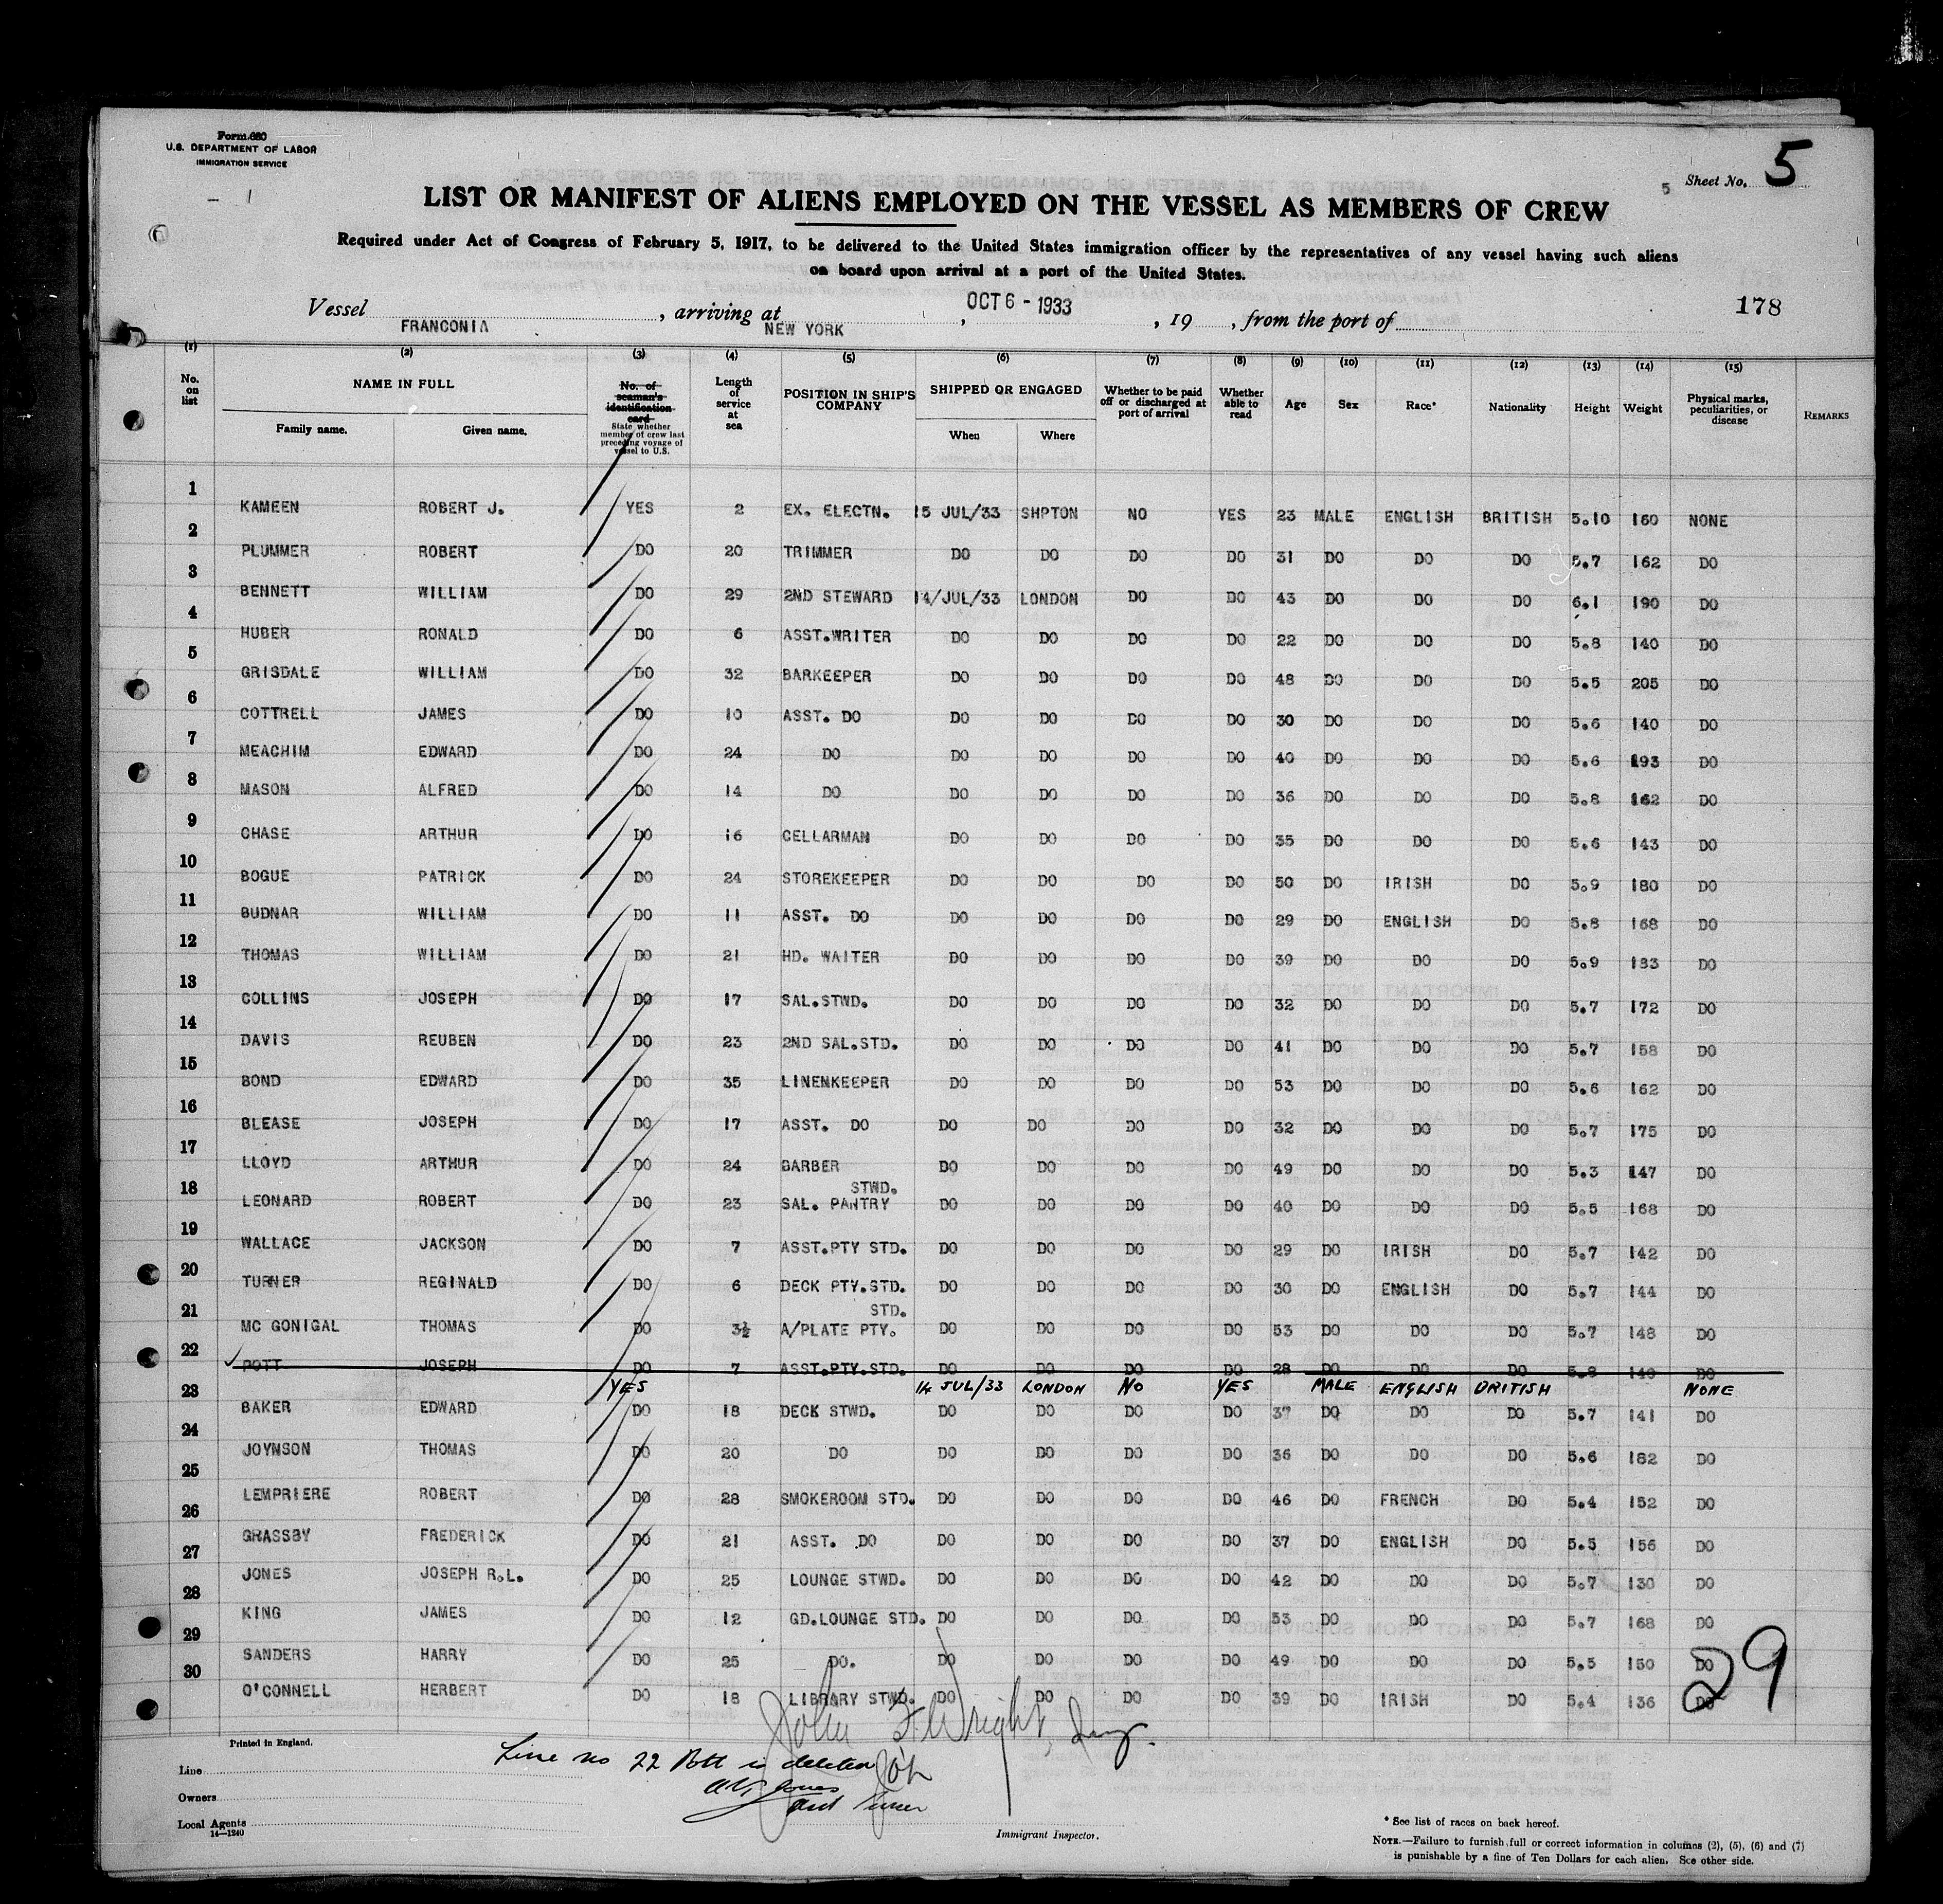 Form 680
U.S. DEPARTMENT OF LABOR
IMMIGRATION SERVICE
5 Sheet No. 5
LIST OR MANIFEST OF ALIENS EMPLOYED ON THE VESSEL AS MEMBERS OF CREW
Required under Act of Congress of February 5, 1917, to be delivered to the United States immigration officer by the representatives of any vessel having such aliens
on board upon arrival at a port of the United States.
Vessel FRANCONIA, arriving at NEW YORK, OCT 6 - 1933, 19, from the port of 178
(1) (2) (3) (4) (5) (6) (7) (8) (9) (10) (11) (12) (13) (14) (15)
No. on list NAME IN FULL Family name. Given name. No. of seaman's identification card State whether member of crew last preceding voyage of vessel to U.S. Length of service at sea POSITION IN SHIP'S COMPANY SHIPPED OR ENGAGED When Where Whether to be paid off or discharged at port of arrival Whether able to read Age Sex Race* Nationality Height Weight Physical marks, peculiarities, or disease REMARKS
1 KAMEEN ROBERT J. YES 2 EX. ELECTN. 15 JUL/33 SHPTON NO YES 23 MALE ENGLISH BRITISH 5.10 160 NONE
2 PLUMMER ROBERT DO 20 TRIMMER DO DO DO DO 31 DO DO DO 5.7 162 DO
3 BENNETT WILLIAM DO 29 2ND STEWARD 14/JUL/33 LONDON DO DO 43 DO DO DO 6.1 190 DO
4 HUBER RONALD DO 6 ASST.WRITER DO DO DO DO 22 DO DO DO 5.8 140 DO
5 GRISDALE WILLIAM DO 32 BARKEEPER DO DO DO DO 48 DO DO DO 5.5 205 DO
6 COTTRELL JAMES DO 10 ASST. DO DO DO DO DO 30 DO DO DO 5.6 140 DO
7 MEACHIM EDWARD DO 24 DO DO DO DO DO 40 DO DO DO 5.6 193 DO
8 MASON ALFRED DO 14 DO DO DO DO DO 36 DO DO DO 5.8 162 DO
9 CHASE ARTHUR DO 16 CELLARMAN DO DO DO DO 35 DO DO DO 5.6 143 DO
10 BOGUE PATRICK DO 24 STOREKEEPER DO DO DO DO 50 DO IRISH DO 5.9 180 DO
11 BUDNAR WILLIAM DO 11 ASST. DO DO DO DO DO 29 DO ENGLISH DO 5.8 168 DO
12 THOMAS WILLIAM DO 21 HD. WAITER DO DO DO DO 39 DO DO DO 5.9 183 DO
13 COLLINS JOSEPH DO 17 SAL.STWD. DO DO DO DO 32 DO DO DO 5.7 172 DO
14 DAVIS REUBEN DO 23 2ND SAL.STD. DO DO DO DO 41 DO DO DO 5.7 158 DO
15 BOND EDWARD DO 35 LINENKEEPER DO DO DO DO 53 DO DO DO 5.6 162 DO
16 BLEASE JOSEPH DO 17 ASST. DO DO DO DO DO 32 DO DO DO 5.7 175 DO
17 LLOYD ARTHUR DO 24 BARBER DO DO DO DO 49 DO DO DO 5.3 147 DO
STWD.
18 LEONARD ROBERT DO 23 SAL. PANTRY DO DO DO DO 40 DO DO DO 5.5 168 DO
19 WALLACE JACKSON DO 7 ASST.PTY STD. DO DO DO DO 29 DO IRISH DO 5.7 142 DO
20 TURNER REGINALD DO 6 DECK PTY.STD. DO DO DO DO 30 DO ENGLISH DO 5.7 144 DO
STD.
21 MC GONIGAL THOMAS DO 3½ A/PLATE PTY. DO DO DO DO 53 DO DO DO 5.7 148 DO
22 POTT JOSEPH DO 7 ASST.PTY.STD. DO DO DO DO 28 DO DO DO 5.8 140 DO
YES 14 JUL/33 LONDON NO YES MALE ENGLISH BRITISH NONE
23 BAKER EDWARD DO 18 DECK STWD. DO DO DO DO 37 DO DO DO 5.7 141 DO
24 JOYNSON THOMAS DO 20 DO DO DO DO DO 36 DO DO DO 5.6 182 DO
25 LEMPRIERE ROBERT DO 28 SMOKEROOM STD. DO DO DO DO 46 DO FRENCH DO 5.4 152 DO
26 GRASSBY FREDERICK DO 21 ASST. DO DO DO DO DO 37 DO ENGLISH DO 5.5 156 DO
27 JONES JOSEPH R.L. DO 25 LOUNGE STWD. DO DO DO DO 42 DO DO DO 5.7 130 DO
28 KING JAMES DO 12 GD.LOUNGE STD. DO DO DO DO 53 DO DO DO 5.7 168 DO
29 SANDERS HARRY DO 25 DO. DO DO DO DO 49 DO DO DO 5.5 150 DO
30 O'CONNELL HERBERT DO 18 LIBRARY STWD. DO DO DO DO 39 DO IRISH DO 5.4 136 DO
29
John F. Wright, Insp.
Printed in England.
Line no 22 Pott is deleted
Line
Owners
Local Agents
14—1240
Immigrant Inspector.
* See list of races on back hereof.
NOTE.—Failure to furnish full or correct information in columns (2), (5), (6) and (7)
is punishable by a fine of Ten Dollars for each alien. See other side.